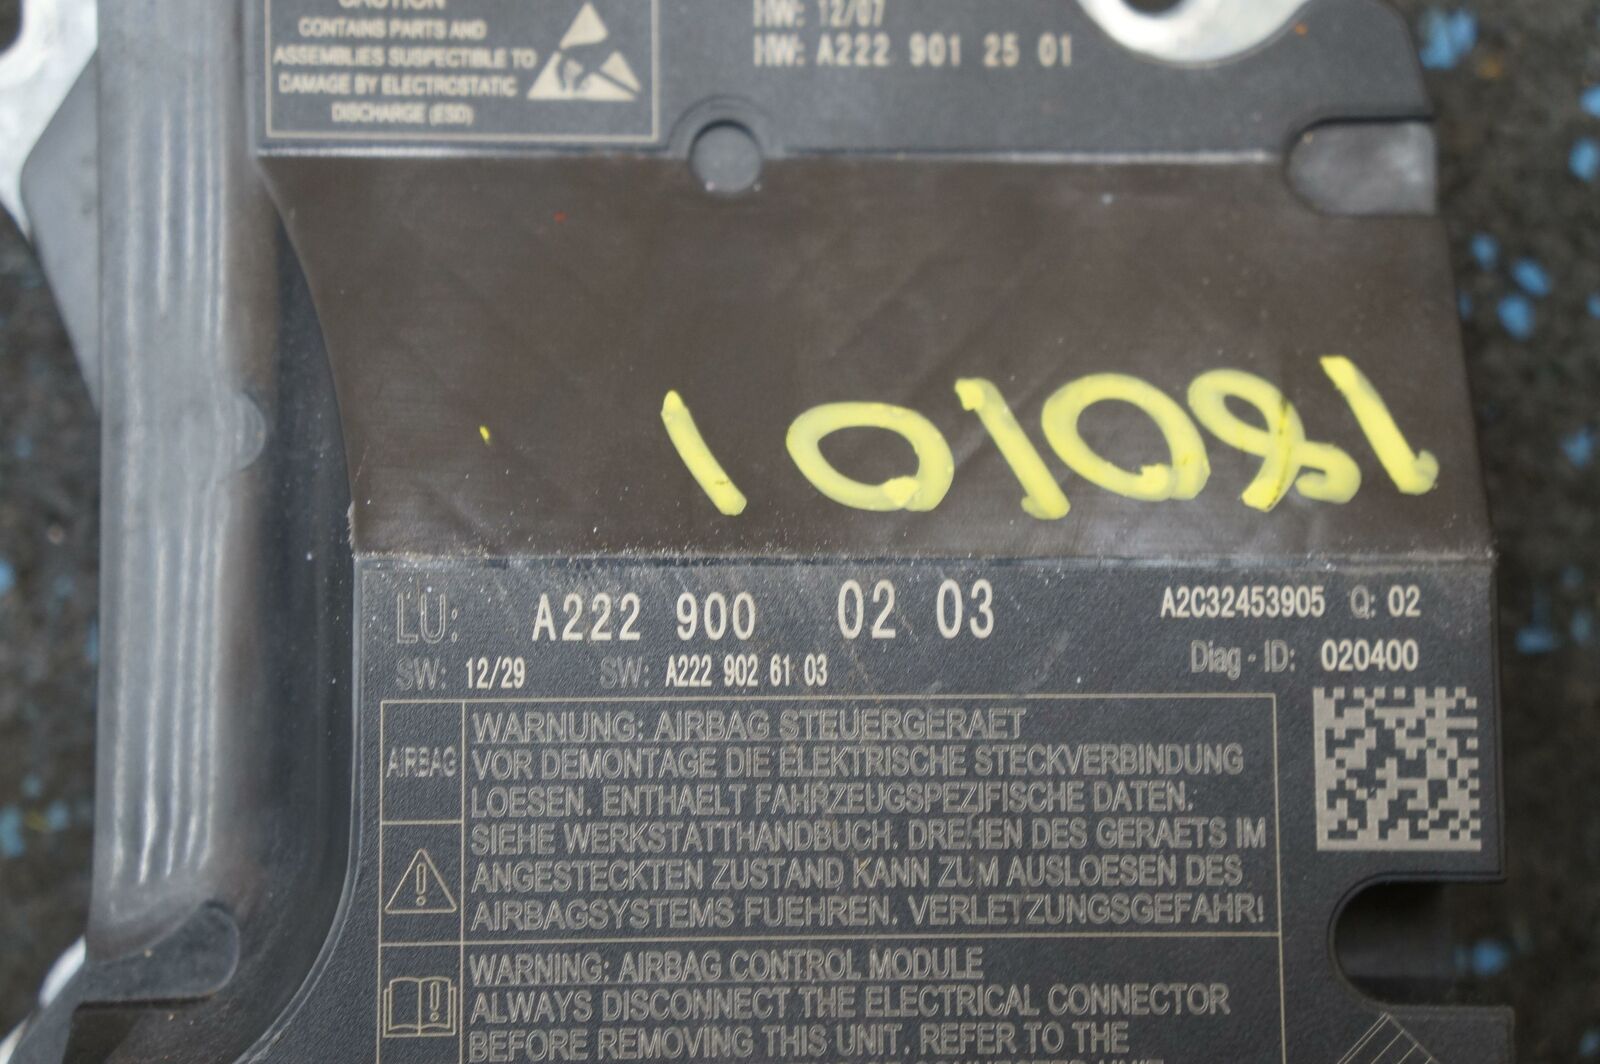 CAUTION
CONTAINS PARTS AND
ASSEMBLIES SUSPECTIBLE TO
DAMAGE BY ELECTROSTATIC
DISCHARGE (ESD)
HW: 12/07
HW: A222 901 25 01
101081
LU: A222 900 02 03
A2C32453905 Q: 02
SW: 12/29 SW: A222 902 61 03
Diag - ID: 020400
AIRBAG
WARNUNG: AIRBAG STEUERGERAET
VOR DEMONTAGE DIE ELEKTRISCHE STECKVERBINDUNG
LOESEN. ENTHAELT FAHRZEUGSPEZIFISCHE DATEN.
SIEHE WERKSTATTHANDBUCH. DREHEN DES GERAETS IM
ANGESTECKTEN ZUSTAND KANN ZUM AUSLOESEN DES
AIRBAGSYSTEMS FUEHREN. VERLETZUNGSGEFAHR!
WARNING: AIRBAG CONTROL MODULE
ALWAYS DISCONNECT THE ELECTRICAL CONNECTOR
BEFORE REMOVING THIS UNIT. REFER TO THE